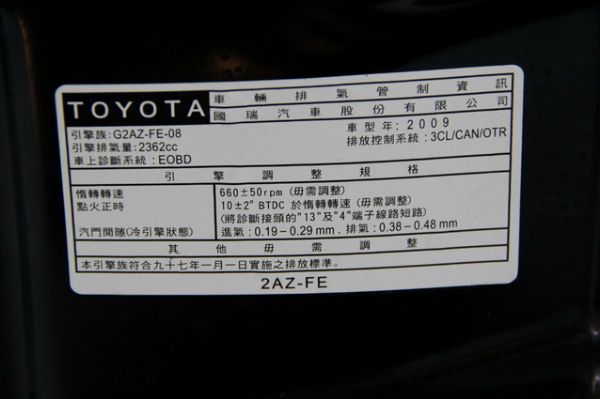 TOYOTA 車輛排氣管制資訊
國瑞汽車股份有限公司
引擎族:G2AZ-FE-08 車型年: 2009
引擎排氣量:2362cc 排放控制系統: 3CL/CAN/OTR
車上診斷系統: EOBD
引擎調整規格
惰轉轉速 660±50rpm (毋需調整)
點火正時 10±2° BTDC 於惰轉轉速 (毋需調整)
(將診斷接頭的"13"及"4"端子線路短路)
汽門間隙(冷引擎狀態) 進氣: 0.19-0.29 mm. 排氣: 0.38-0.48 mm
其他毋需調整
本引擎族符合九十七年一月一日實施之排放標準。
2AZ-FE